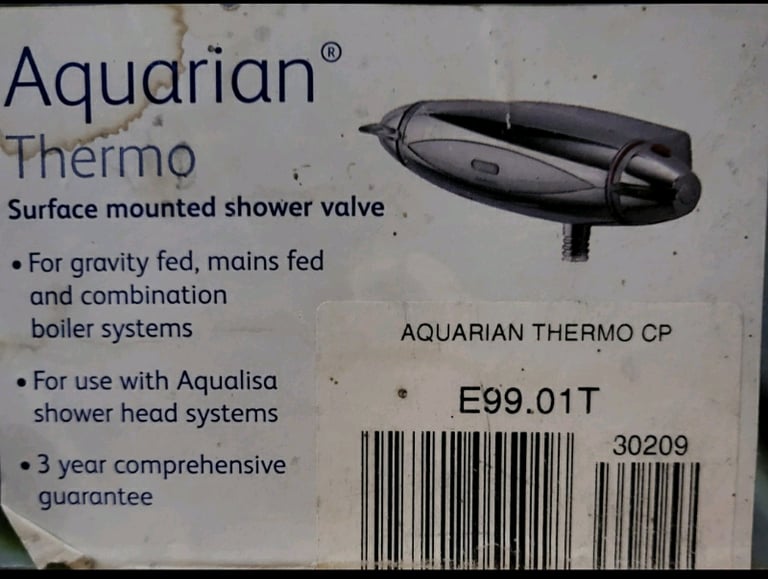 Aquarian®
Thermo
Surface mounted shower valve
• For gravity fed, mains fed
and combination
boiler systems
• For use with Aqualisa
shower head systems
• 3 year comprehensive
guarantee
AQUARIAN THERMO CP
E99.01T
30209